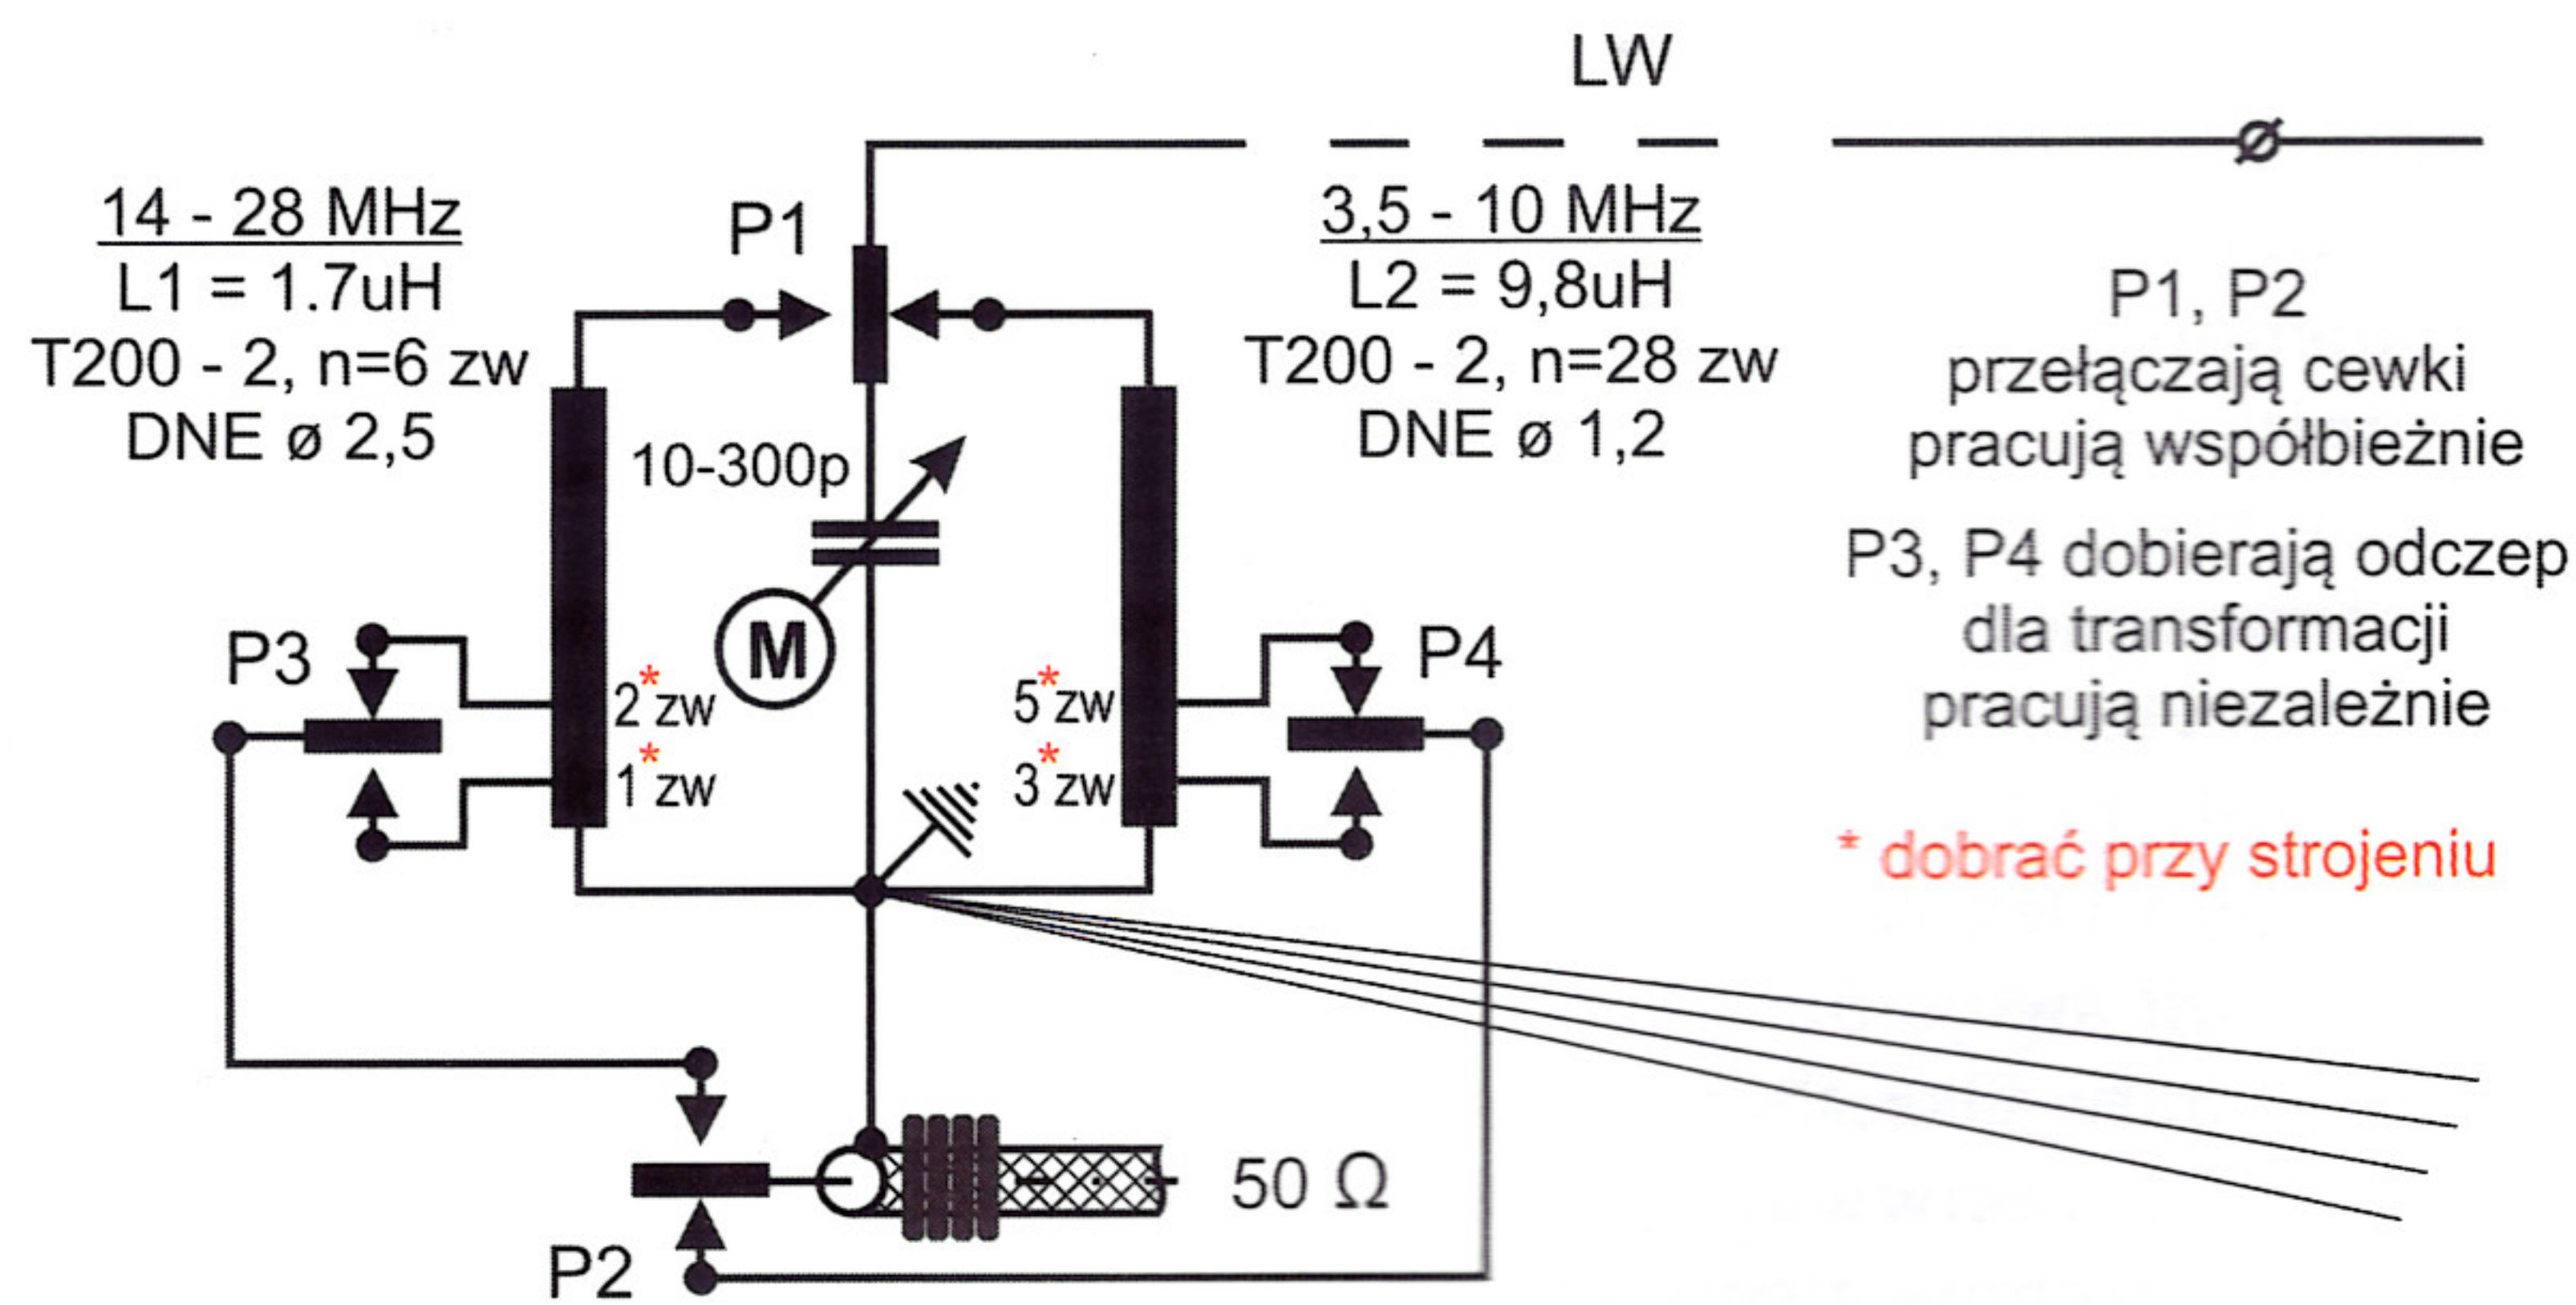 LW
14 - 28 MHz
L1 = 1.7uH
T200 - 2, n=6 zw
DNE ø 2,5
P1
3,5 - 10 MHz
L2 = 9,8uH
T200 - 2, n=28 zw
DNE ø 1,2
10-300p
M
P3
2* zw
1* zw
5* zw
3* zw
P4
P1, P2
przełączają cewki
pracują współbieżnie
P3, P4 dobierają odczep
dla transformacji
pracują niezależnie
* dobrać przy strojeniu
50 Ω
P2